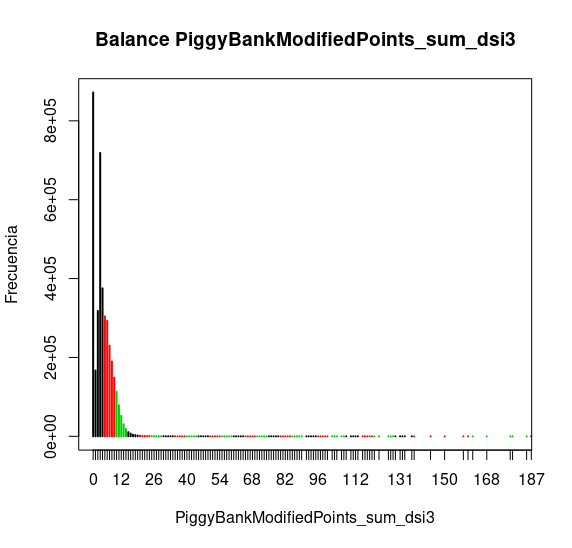 Balance PiggyBankModifiedPoints_sum_dsi3
Frecuencia
8e+05
6e+05
4e+05
2e+05
0e+00
0 12 26 40 54 68 82 96 112 131 150 168 187
PiggyBankModifiedPoints_sum_dsi3